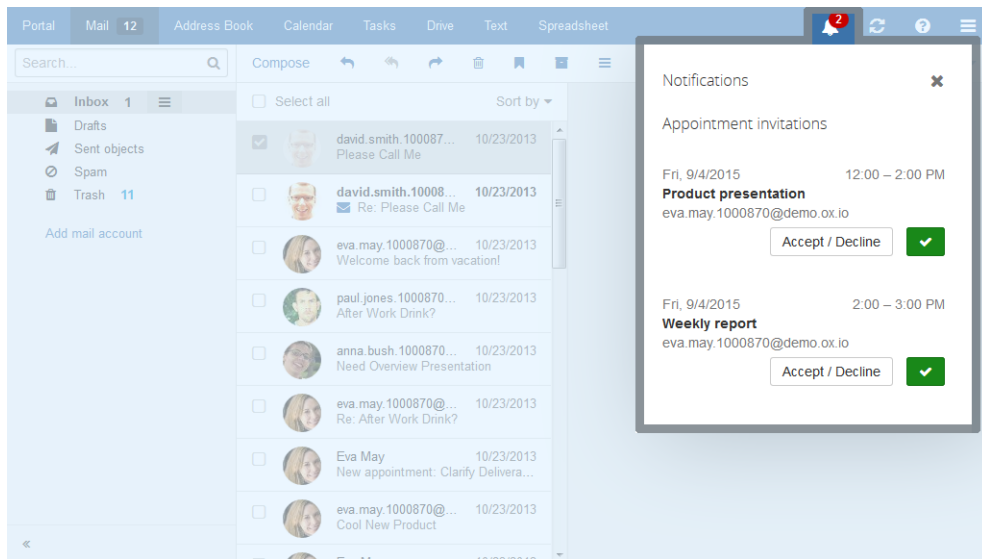 Portal Mail 12 Address Book Calendar Tasks Drive Text Spreadsheet 2
Search...
Inbox 1
Drafts
Sent objects
Spam
Trash 11
Add mail account
Compose
Select all Sort by
david.smith.100087... 10/23/2013
Please Call Me
david.smith.10008... 10/23/2013
Re: Please Call Me
eva.may.1000870@... 10/23/2013
Welcome back from vacation!
paul.jones.1000870... 10/23/2013
After Work Drink?
anna.bush.1000870... 10/23/2013
Need Overview Presentation
eva.may.1000870@... 10/23/2013
Re: After Work Drink?
Eva May 10/23/2013
New appointment: Clarify Delivera...
eva.may.1000870@... 10/23/2013
Cool New Product
Notifications
Appointment invitations
Fri, 9/4/2015 12:00 – 2:00 PM
Product presentation
eva.may.1000870@demo.ox.io
Accept / Decline
Fri, 9/4/2015 2:00 – 3:00 PM
Weekly report
eva.may.1000870@demo.ox.io
Accept / Decline